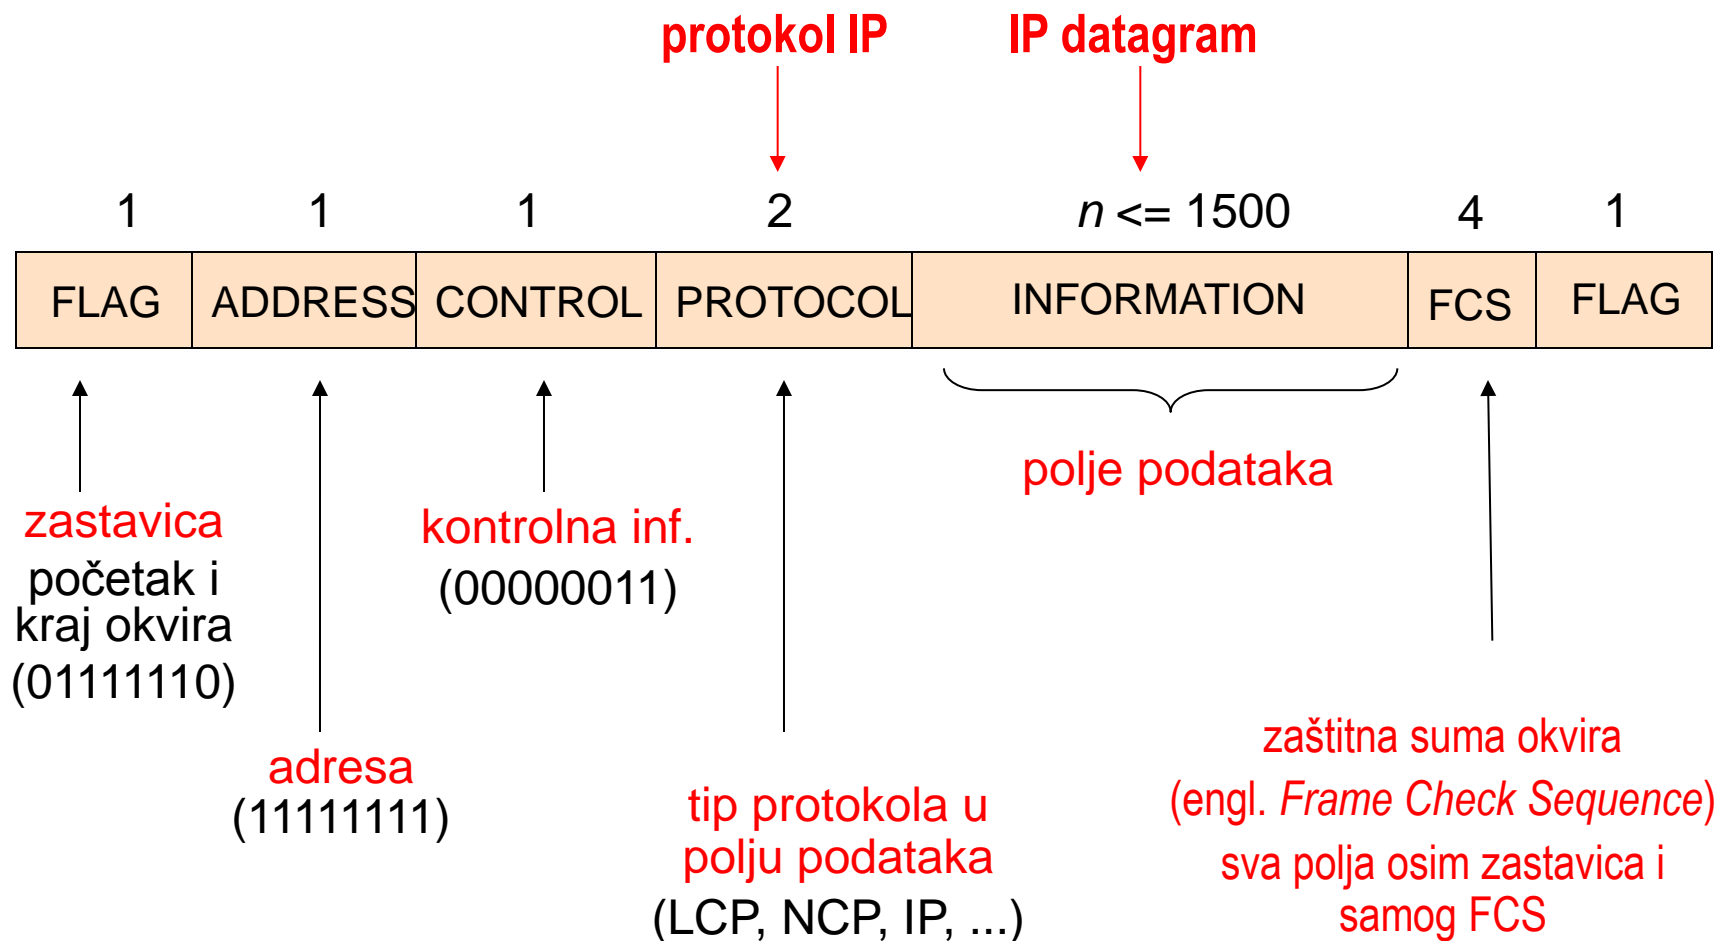 protokol IP IP datagram
1 1 1 2 n <= 1500 4 1
FLAG ADDRESS CONTROL PROTOCOL INFORMATION FCS FLAG
zastavica
početak i
kraj okvira
(01111110)
adresa
(11111111)
kontrolna inf.
(00000011)
tip protokola u
polju podataka
(LCP, NCP, IP, ...)
polje podataka
zaštitna suma okvira
(engl. Frame Check Sequence)
sva polja osim zastavica i
samog FCS